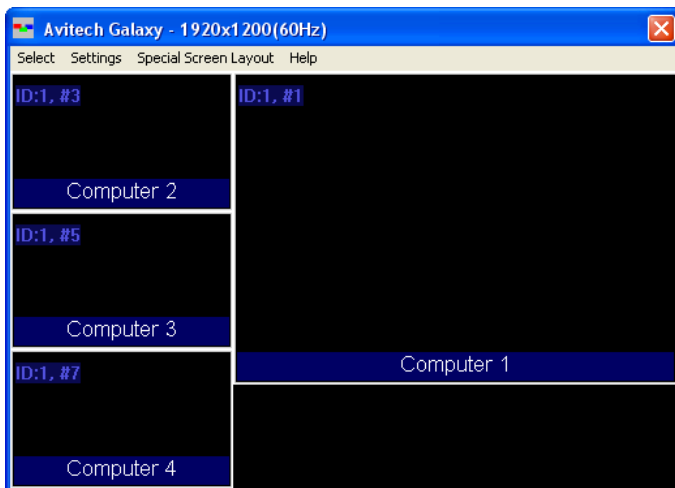 Avitech Galaxy - 1920x1200(60Hz)
Select Settings Special Screen Layout Help
ID:1, #3
Computer 2
ID:1, #5
Computer 3
ID:1, #7
Computer 4
ID:1, #1
Computer 1